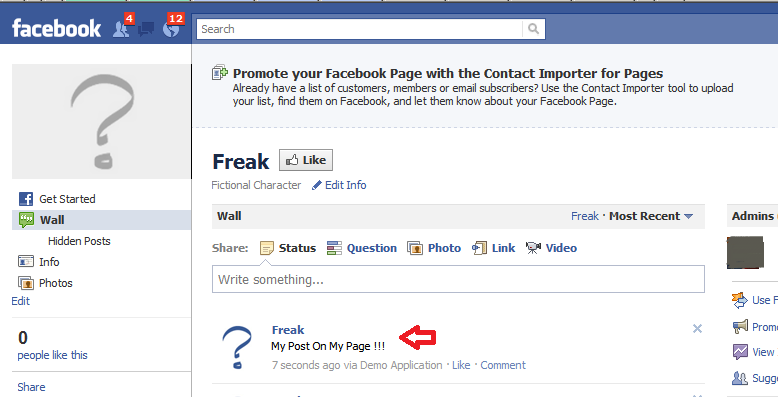 facebook
4
12
Search
Promote your Facebook Page with the Contact Importer for Pages
Already have a list of customers, members or email subscribers? Use the Contact Importer tool to upload
your list, find them on Facebook, and let them know about your Facebook Page.
Freak
Like
Fictional Character
Edit Info
Get Started
Wall
Hidden Posts
Info
Photos
Edit
0
people like this
Share
Wall
Freak · Most Recent
Share:
Status
Question
Photo
Link
Video
Write something...
Freak
My Post On My Page !!!
7 seconds ago via Demo Application · Like · Comment
Admins
Use F
Promo
View
Sugge